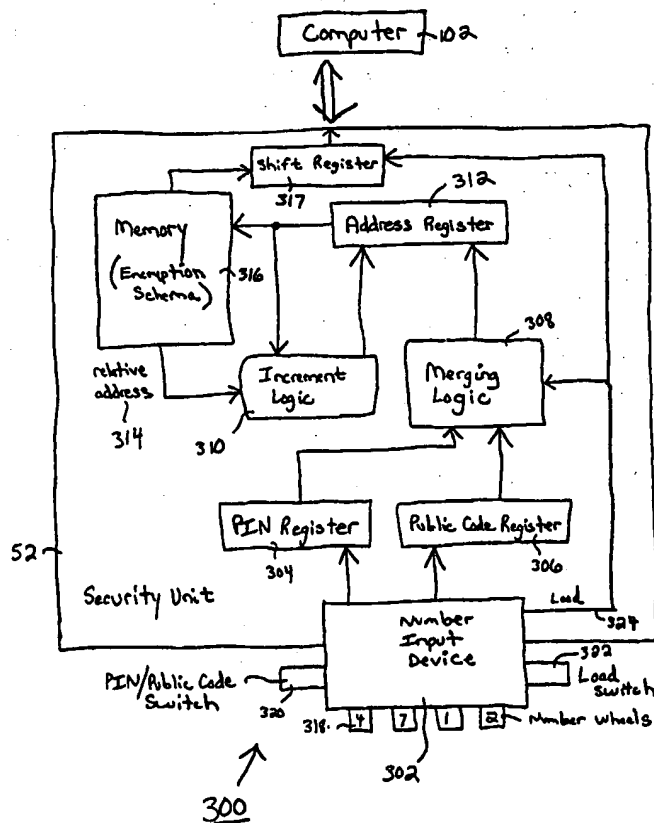 Computer 102
Shift Register
317
312
Address Register
Memory
(Encryption
Schema)
316
308
Merging
Logic
relative
address
314
Increment
Logic
310
PIN Register
304
Public Code Register
306
52
Security Unit
Load
324
Number
Input
Device
322
PIN/Public Code
Switch
320
Load
Switch
318
4 7 1 2
Number Wheels
302
300